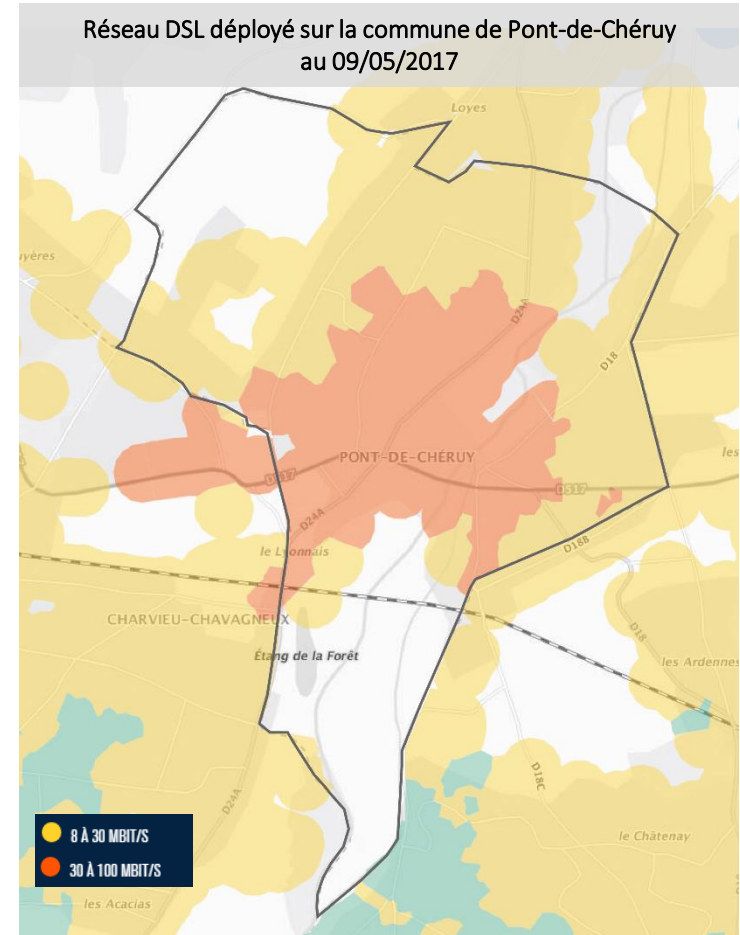 Réseau DSL déployé sur la commune de Pont-de-Chéruy
au 09/05/2017
Loyes
yères
D24A
D18
PONT-DE-CHÉRUY
les
D517
D517
D24A
D18B
le Lyonnais
CHARVIEU-CHAVAGNEUX
D18
Étang de la Forêt
les Ardennes
D24A
D18C
8 À 30 MBIT/S
le Châtenay
30 À 100 MBIT/S
les Acacias